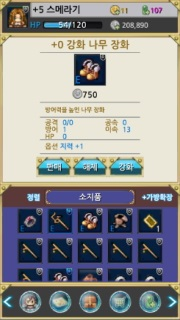 +5 스메라기
11
107
HP
54/120
208,890
+0 강화 나무 장화
E
750
방어력을 높인 나무 장화
공격 0/0 공속 0
방어 1 마속 13
HP 0
옵션 지력 +1
판매 해제 강화
정렬 소지품 +가방확장
E E E
1
E